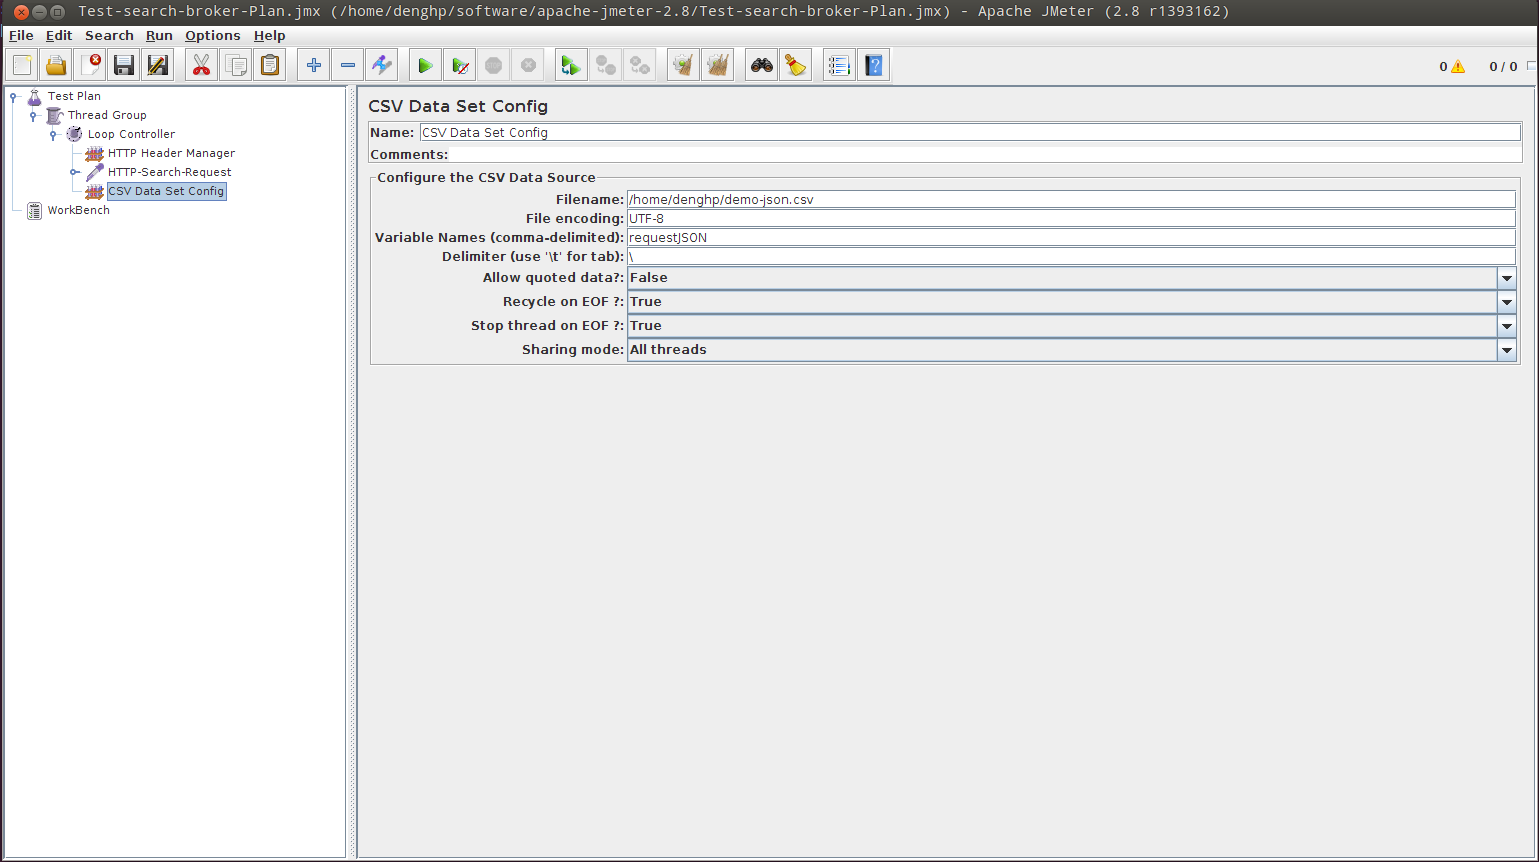 Test-search-broker-Plan.jmx (/home/denghp/software/apache-jmeter-2.8/Test-search-broker-Plan.jmx) - Apache JMeter (2.8 r1393162)
File Edit Search Run Options Help
0 0 / 0
Test Plan
Thread Group
Loop Controller
HTTP Header Manager
HTTP-Search-Request
CSV Data Set Config
WorkBench
CSV Data Set Config
Name: CSV Data Set Config
Comments:
Configure the CSV Data Source
Filename: /home/denghp/demo-json.csv
File encoding: UTF-8
Variable Names (comma-delimited): requestJSON
Delimiter (use '\t' for tab): \
Allow quoted data?: False
Recycle on EOF ?: True
Stop thread on EOF ?: True
Sharing mode: All threads